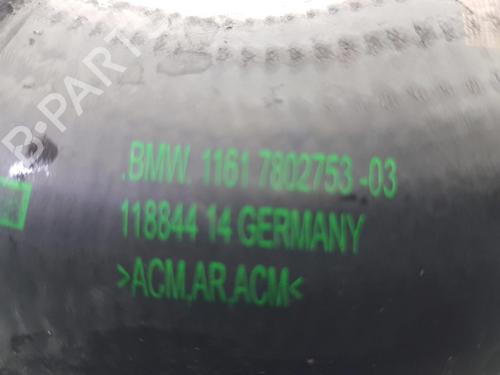 B-PARTS
.BMW. 1161 7802753 -03
118844 14 GERMANY
>ACM,AR,ACM<